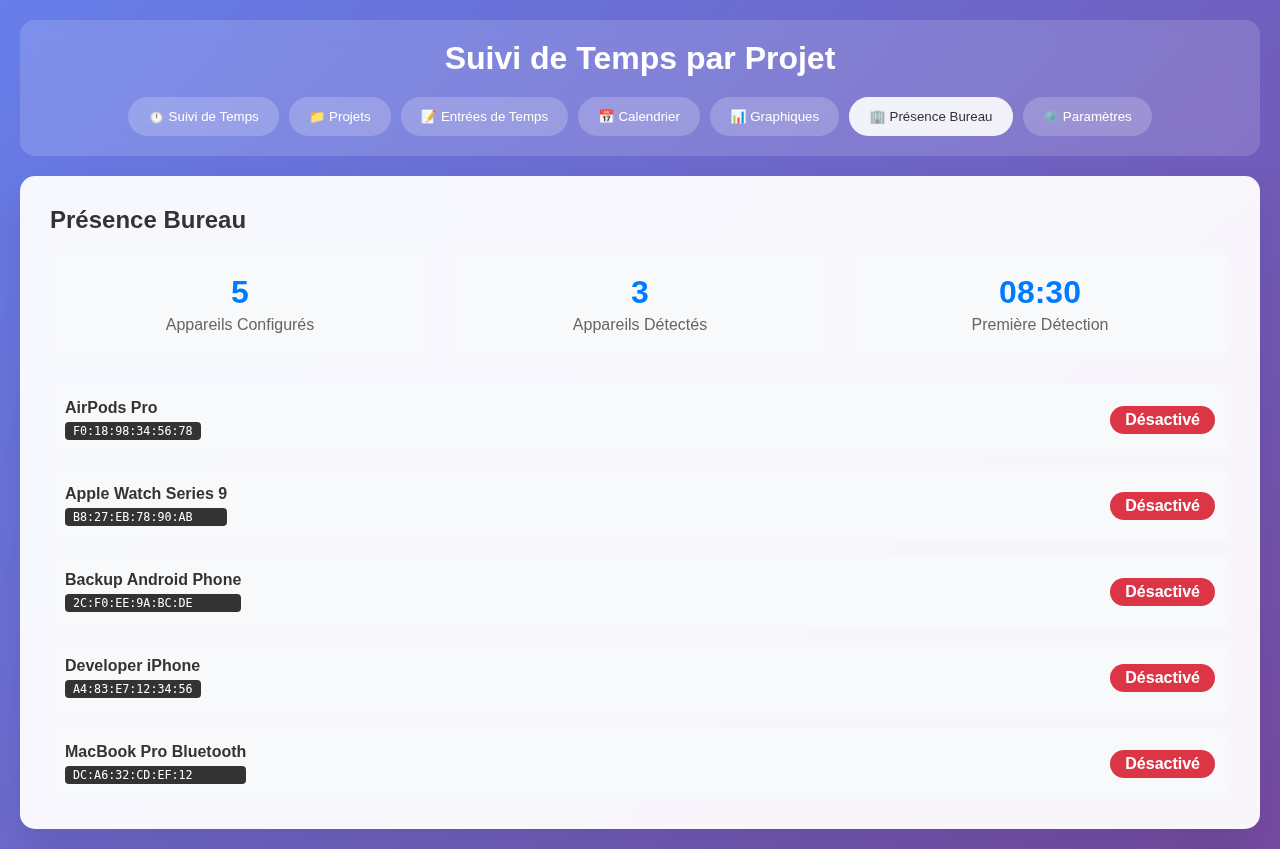 Suivi de Temps par Projet
⏱️ Suivi de Temps 📁 Projets 📝 Entrées de Temps 📅 Calendrier 📊 Graphiques 🏢 Présence Bureau ⚙️ Paramètres
Présence Bureau
5 3 08:30
Appareils Configurés Appareils Détectés Première Détection
AirPods Pro
F0:18:98:34:56:78
Désactivé
Apple Watch Series 9
B8:27:EB:78:90:AB
Désactivé
Backup Android Phone
2C:F0:EE:9A:BC:DE
Désactivé
Developer iPhone
A4:83:E7:12:34:56
Désactivé
MacBook Pro Bluetooth
DC:A6:32:CD:EF:12
Désactivé